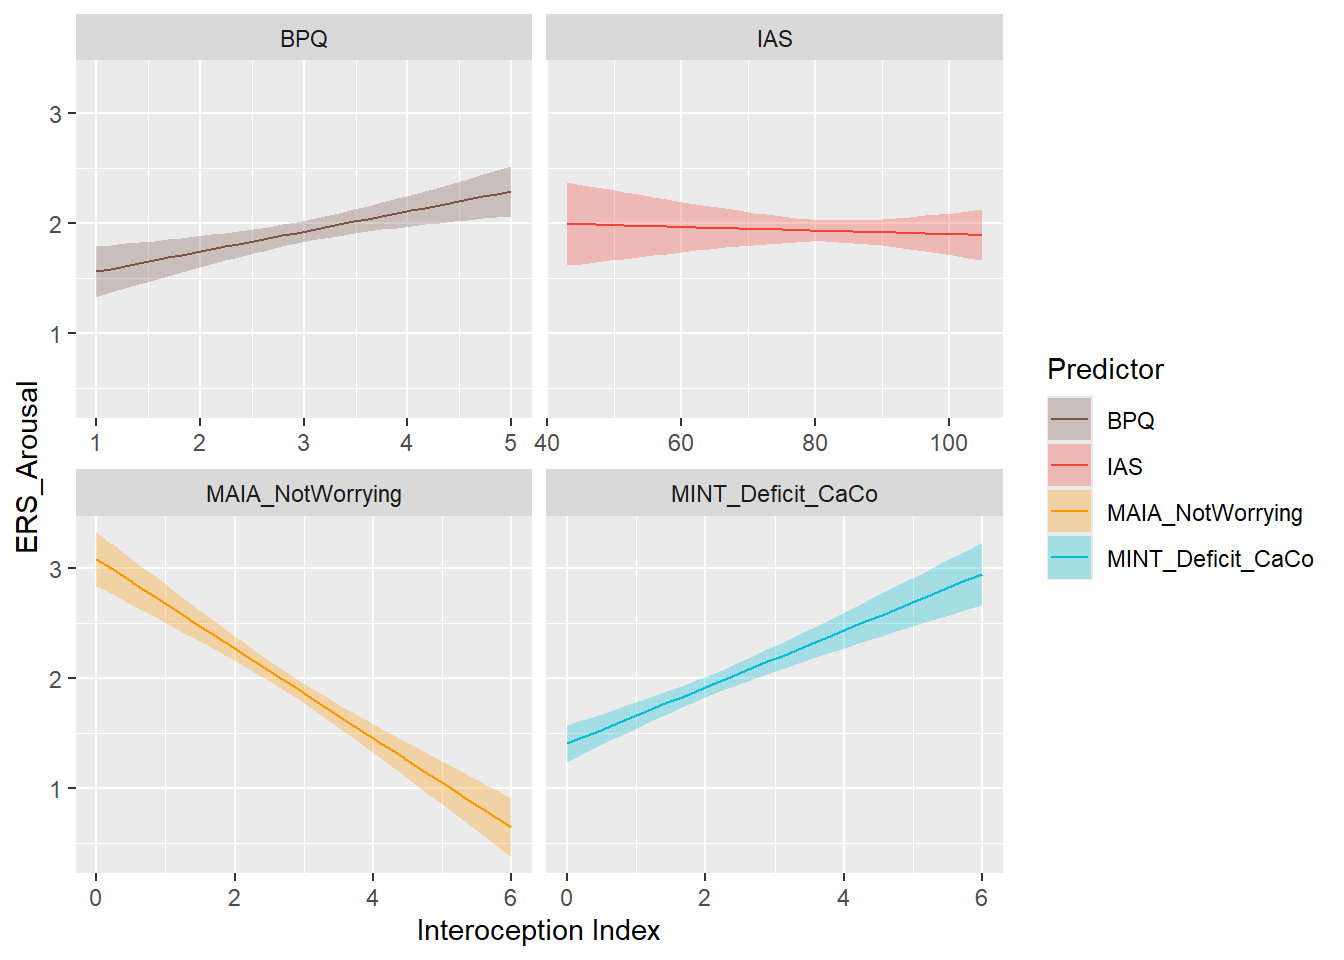 BPQ
IAS
3
2
1
1 2 3 4 5
40 60 80 100
MAIA_NotWorrying
MINT_Deficit_CaCo
3
2
1
0 2 4 6
0 2 4 6
Interoception Index
ERS_Arousal
Predictor
BPQ
IAS
MAIA_NotWorrying
MINT_Deficit_CaCo